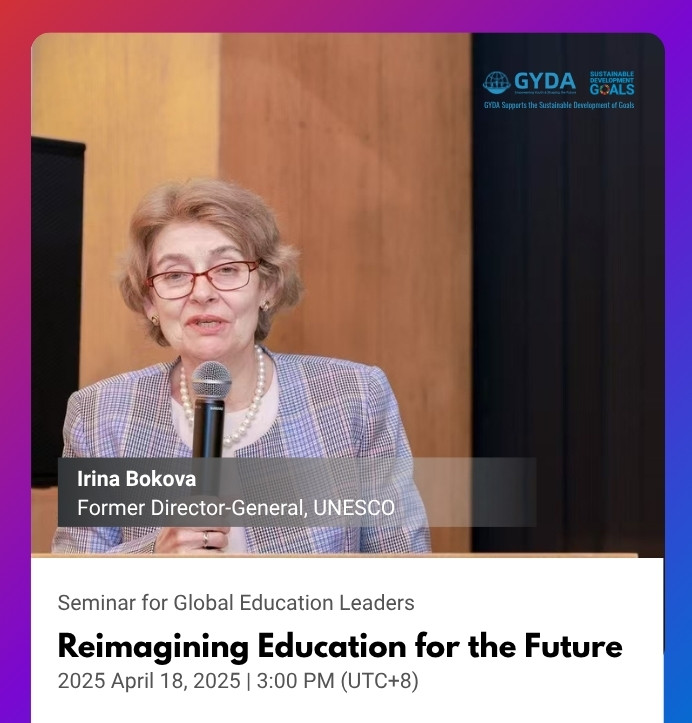 GYDA
SUSTAINABLE
DEVELOPMENT
GOALS
GYDA Supports the Sustainable Development of Goals
Irina Bokova
Former Director-General, UNESCO
Seminar for Global Education Leaders
Reimagining Education for the Future
2025 April 18, 2025 | 3:00 PM (UTC+8)